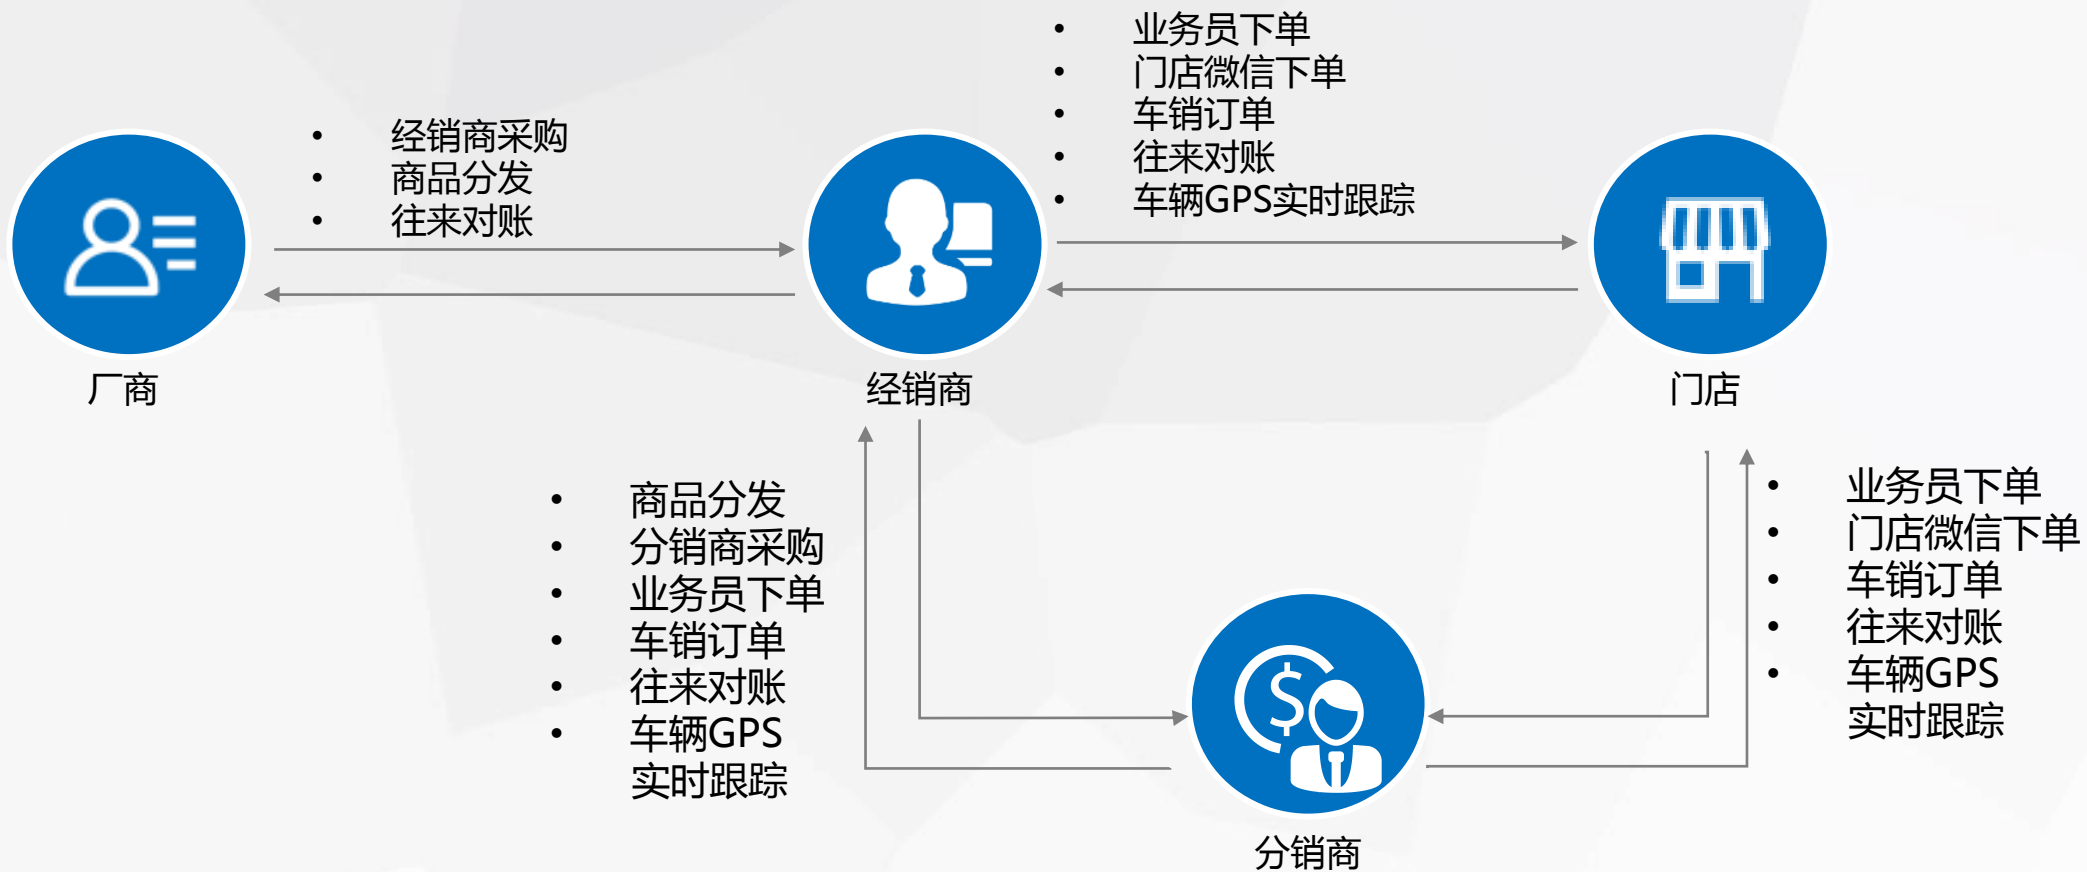 • 业务员下单
• 门店微信下单
• 车销订单
• 往来对账
• 车辆GPS实时跟踪
• 经销商采购
• 商品分发
• 往来对账
厂商
经销商
门店
• 商品分发
• 分销商采购
• 业务员下单
• 车销订单
• 往来对账
• 车辆GPS
实时跟踪
• 业务员下单
• 门店微信下单
• 车销订单
• 往来对账
• 车辆GPS
实时跟踪
$
分销商